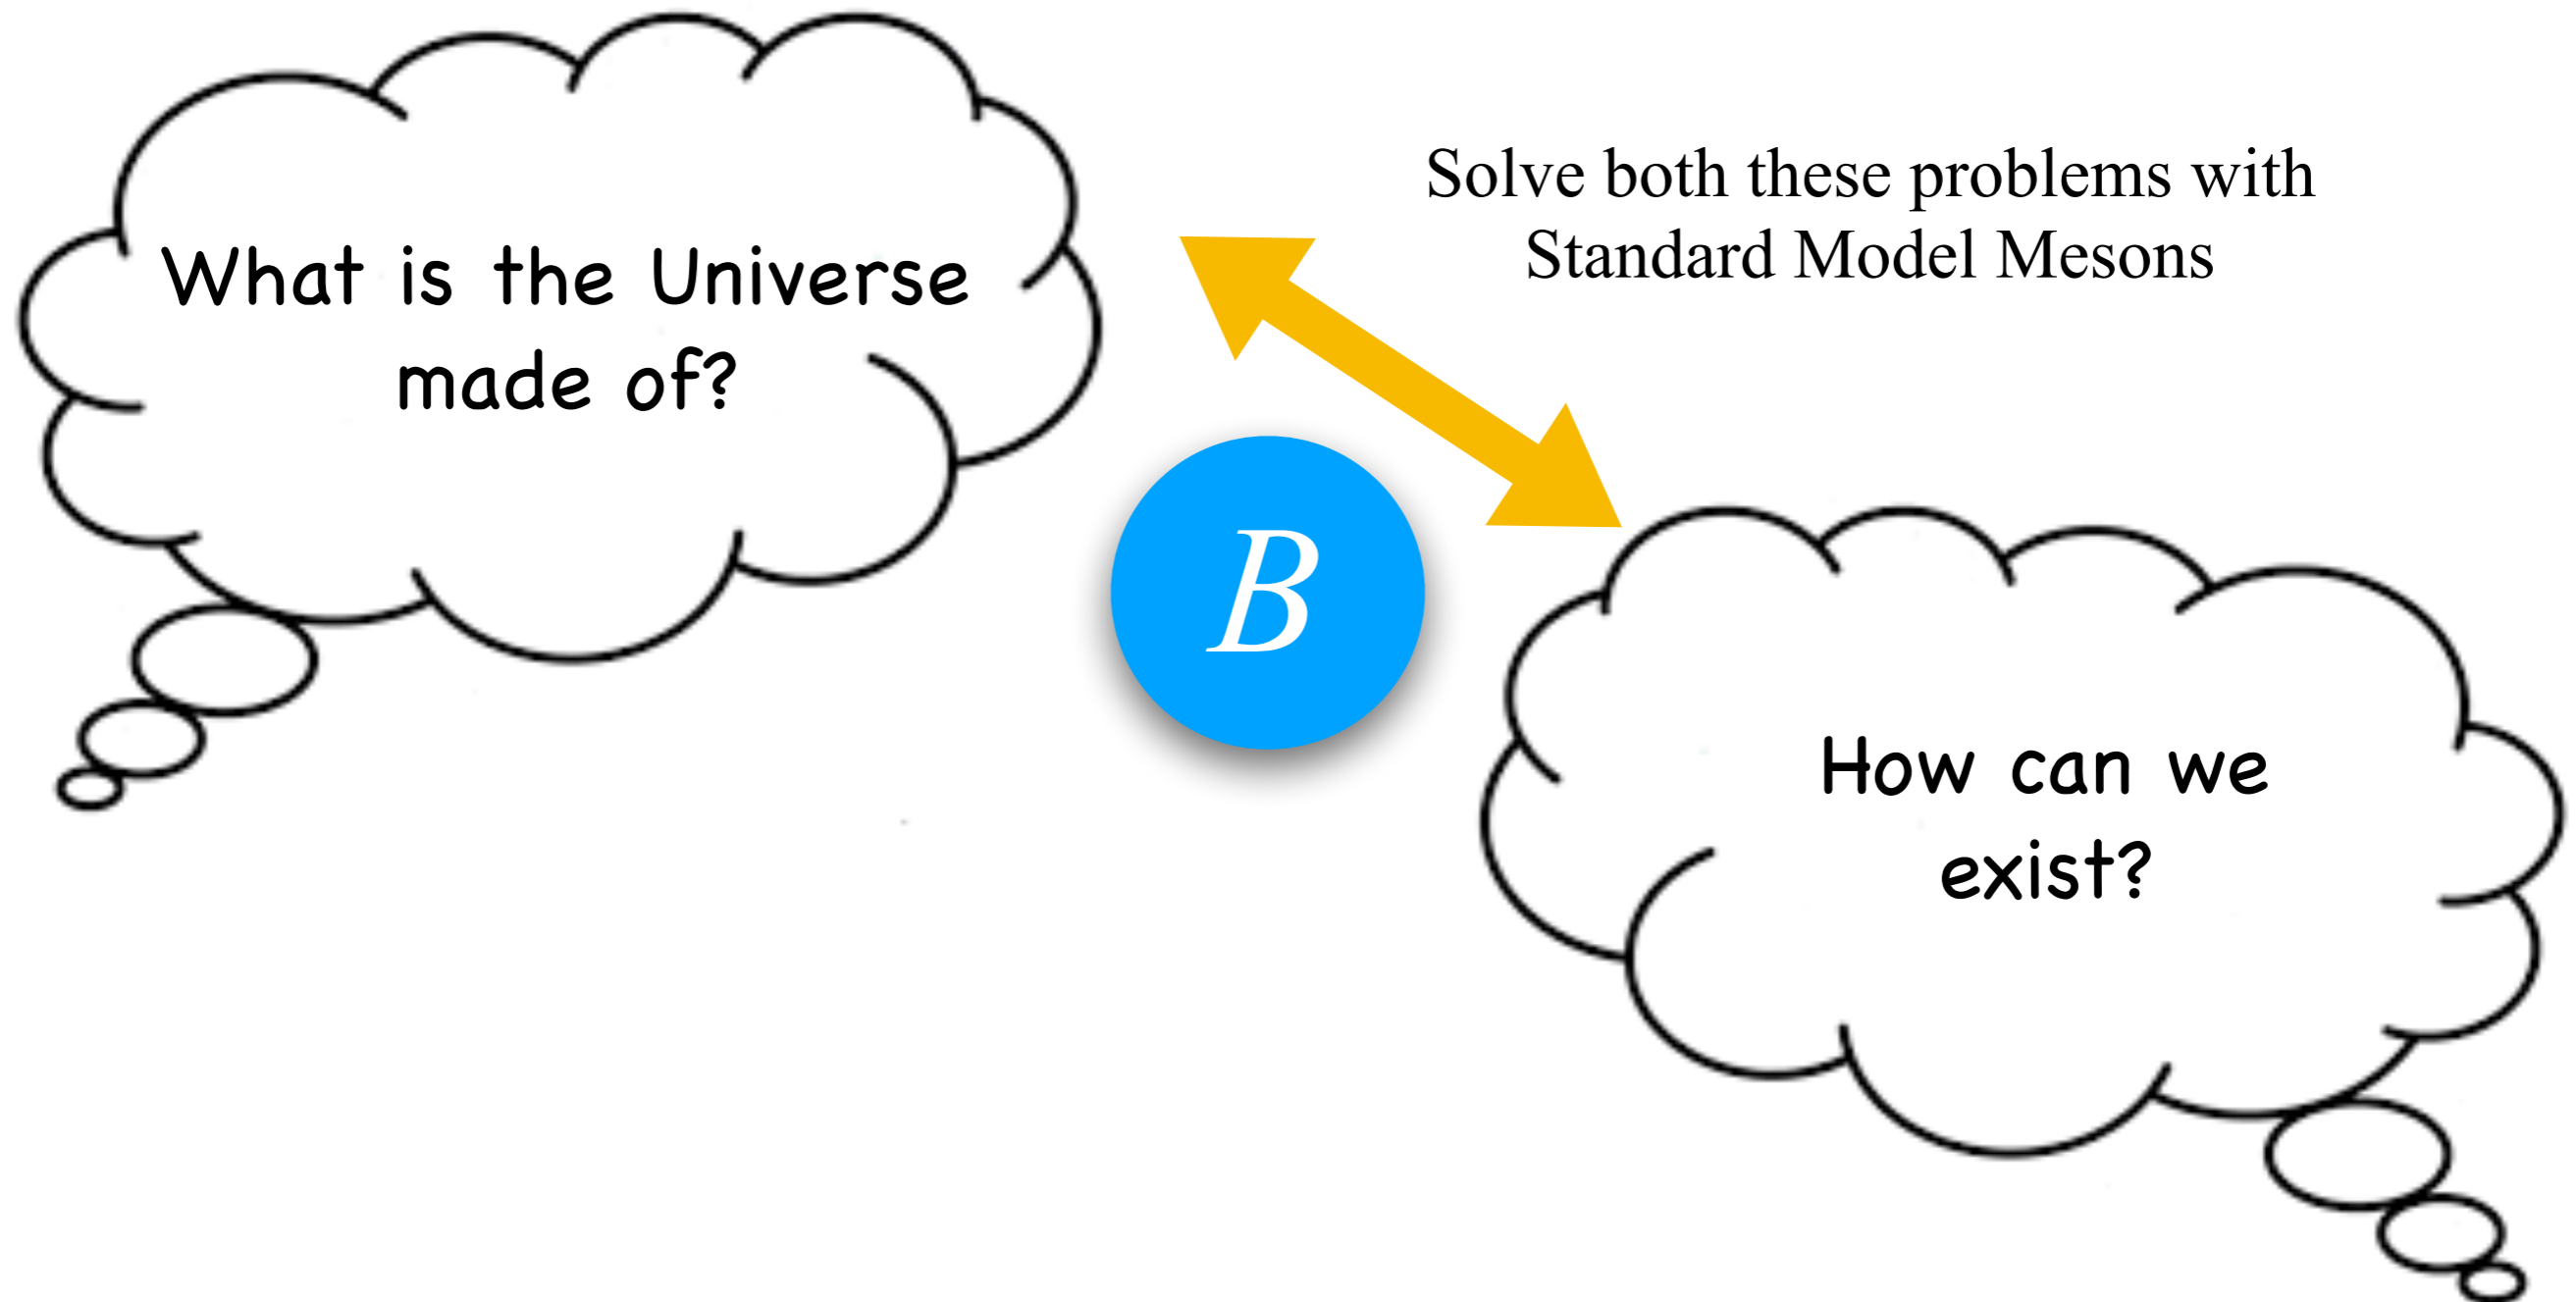 What is the Universe
made of?
Solve both these problems with
Standard Model Mesons
B
How can we
exist?